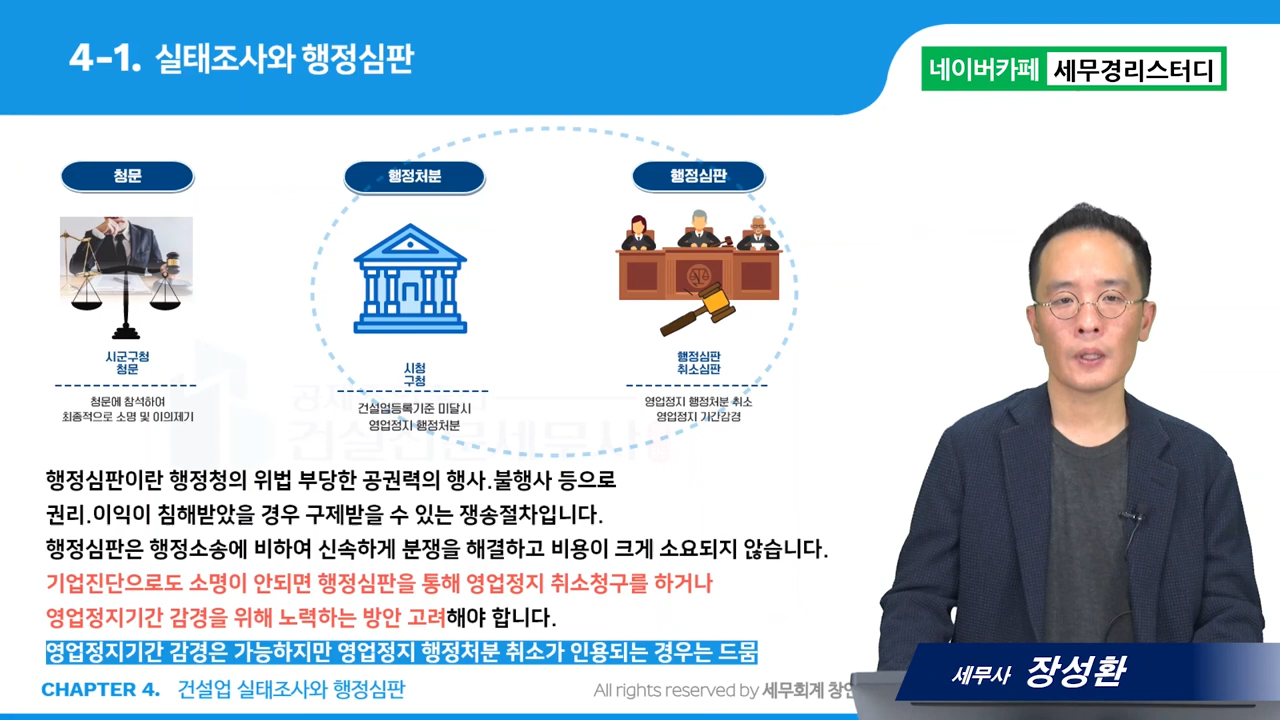 4-1. 실태조사와 행정심판
네이버카페 세무경리스터디
청문
행정처분
행정심판
시군구청
청문
청문에 참석하여
최종적으로 소명 및 이의제기
시청
구청
건설업등록기준 미달시
영업정지 행정처분
행정심판
취소심판
영업정지 행정처분 취소
영업정지 기간감경
건설전문세무사
행정심판이란 행정청의 위법 부당한 공권력의 행사.불행사 등으로
권리.이익이 침해받았을 경우 구제받을 수 있는 쟁송절차입니다.
행정심판은 행정소송에 비하여 신속하게 분쟁을 해결하고 비용이 크게 소요되지 않습니다.
기업진단으로도 소명이 안되면 행정심판을 통해 영업정지 취소청구를 하거나
영업정지기간 감경을 위해 노력하는 방안 고려해야 합니다.
영업정지기간 감경은 가능하지만 영업정지 행정처분 취소가 인용되는 경우는 드뭄
세무사 장성환
CHAPTER 4. 건설업 실태조사와 행정심판
All rights reserved by 세무회계 창연